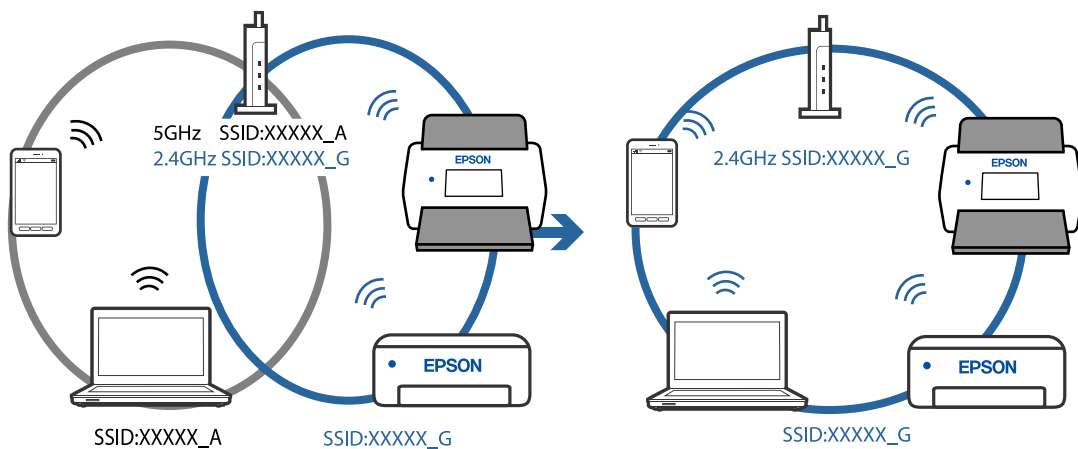 5GHz SSID:XXXXX_A
2.4GHz SSID:XXXXX_G
EPSON
EPSON
SSID:XXXXX_A
SSID:XXXXX_G
2.4GHz SSID:XXXXX_G
EPSON
EPSON
SSID:XXXXX_G